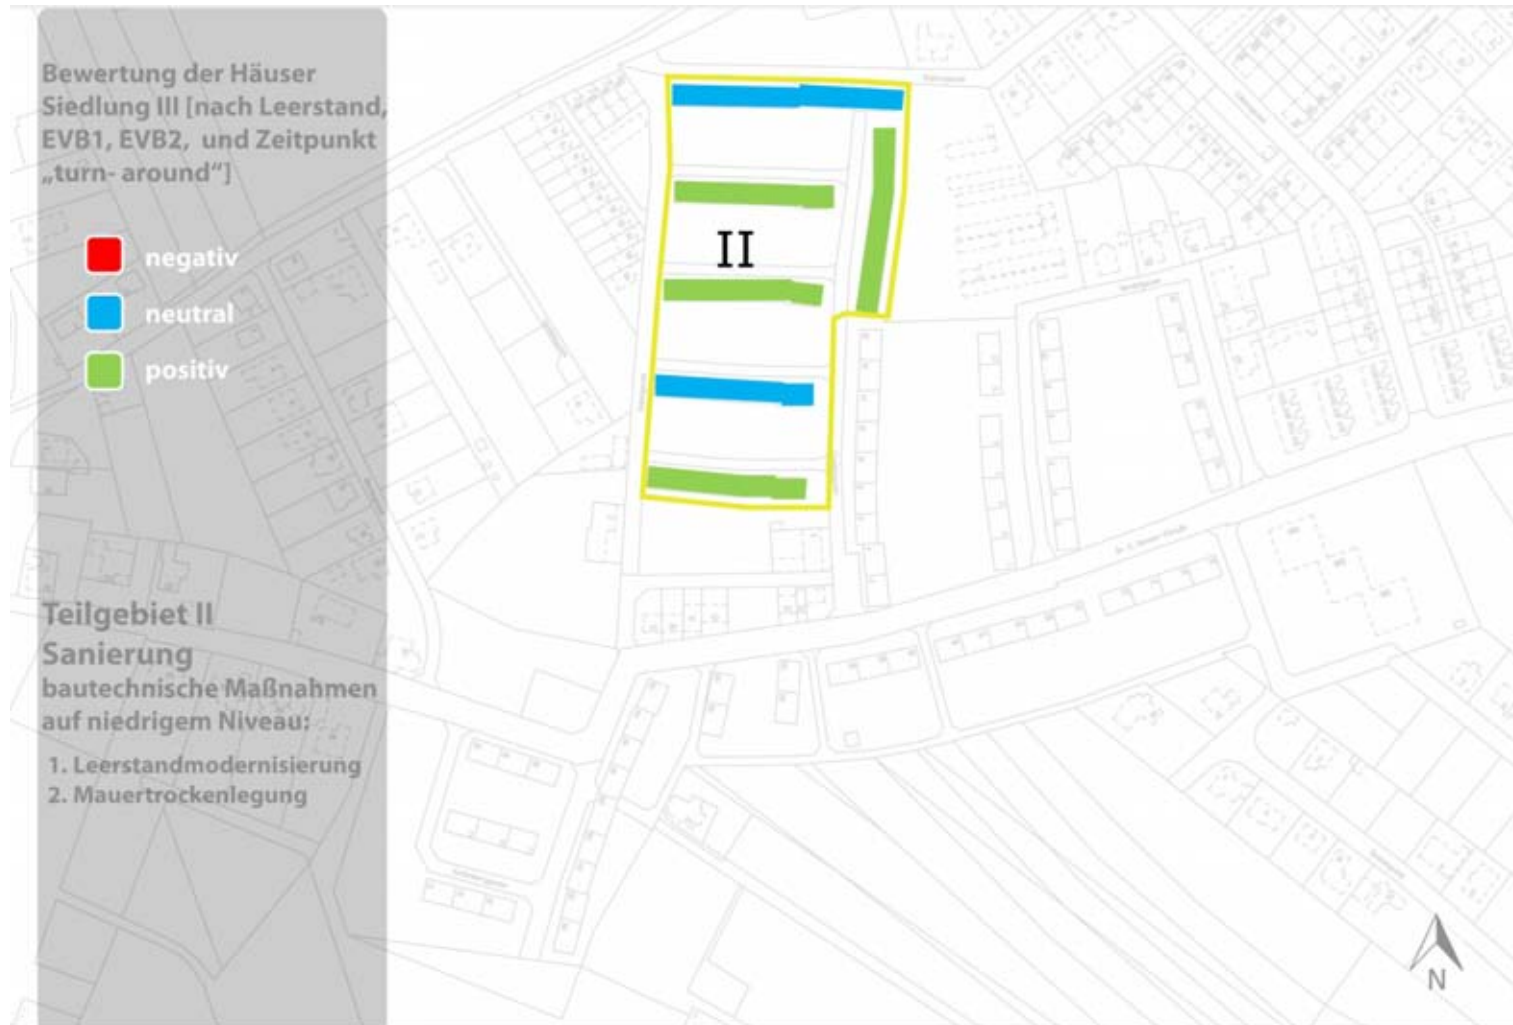 Bewertung der Häuser
Siedlung III [nach Leerstand,
EVB1, EVB2, und Zeitpunkt
„turn- around“]
negativ
neutral
positiv
II
Teilgebiet II
Sanierung
bautechnische Maßnahmen
auf niedrigem Niveau:
1. Leerstandmodernisierung
2. Mauertrockenlegung
N